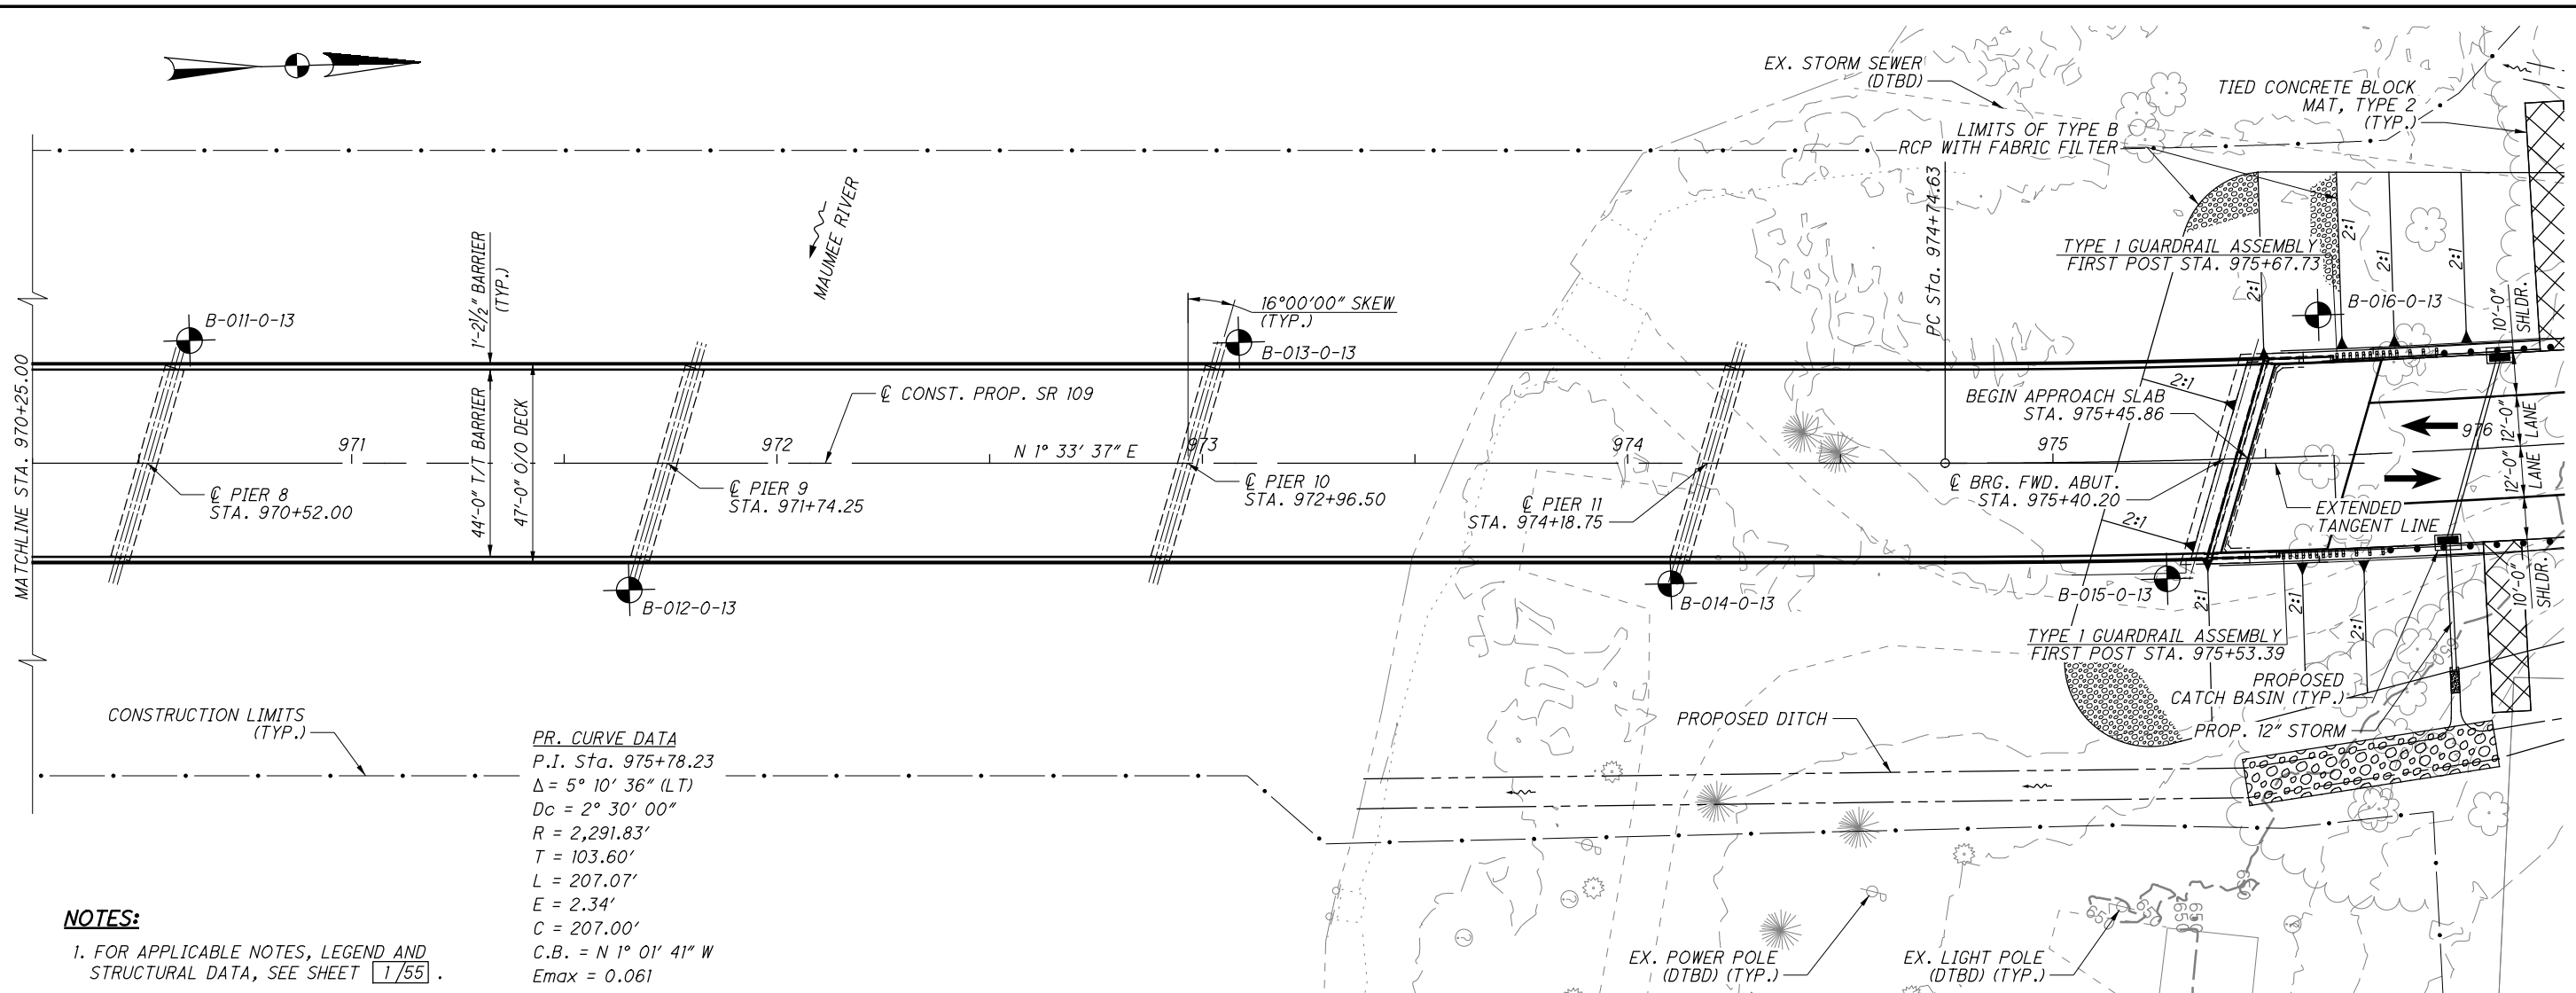 EX. STORM SEWER
(DTBD)
TIED CONCRETE BLOCK
MAT, TYPE 2
(TYP.)
LIMITS OF TYPE B
RCP WITH FABRIC FILTER
PC Sta. 974+74.63
MAUMEE RIVER
1'-2½" BARRIER
(TYP.)
TYPE 1 GUARDRAIL ASSEMBLY
FIRST POST STA. 975+67.73
2:1
2:1
2:1
2:1
16°00'00" SKEW
(TYP.)
B-011-0-13
B-013-0-13
B-016-0-13
10'-0"
SHLDR.
MATCHLINE STA. 970+25.00
44'-0" T/T BARRIER
47'-0" O/O DECK
℄ CONST. PROP. SR 109
2:1
BEGIN APPROACH SLAB
STA. 975+45.86
12'-0"
LANE
971
972
N 1° 33' 37" E
973
974
975
976
℄ PIER 8
STA. 970+52.00
℄ PIER 9
STA. 971+74.25
℄ PIER 10
STA. 972+96.50
℄ PIER 11
STA. 974+18.75
℄ BRG. FWD. ABUT.
STA. 975+40.20
12'-0"
LANE
EXTENDED
TANGENT LINE
2:1
B-012-0-13
B-014-0-13
B-015-0-13
2:1
2:1
2:1
10'-0"
SHLDR.
TYPE 1 GUARDRAIL ASSEMBLY
FIRST POST STA. 975+53.39
PROPOSED
CATCH BASIN (TYP.)
PROP. 12" STORM
CONSTRUCTION LIMITS
(TYP.)
PROPOSED DITCH
PR. CURVE DATA
P.I. Sta. 975+78.23
Δ = 5° 10' 36" (LT)
Dc = 2° 30' 00"
R = 2,291.83'
T = 103.60'
L = 207.07'
E = 2.34'
C = 207.00'
C.B. = N 1° 01' 41" W
Emax = 0.061
NOTES:
1. FOR APPLICABLE NOTES, LEGEND AND
STRUCTURAL DATA, SEE SHEET 1/55 .
EX. POWER POLE
(DTBD) (TYP.)
EX. LIGHT POLE
(DTBD) (TYP.)